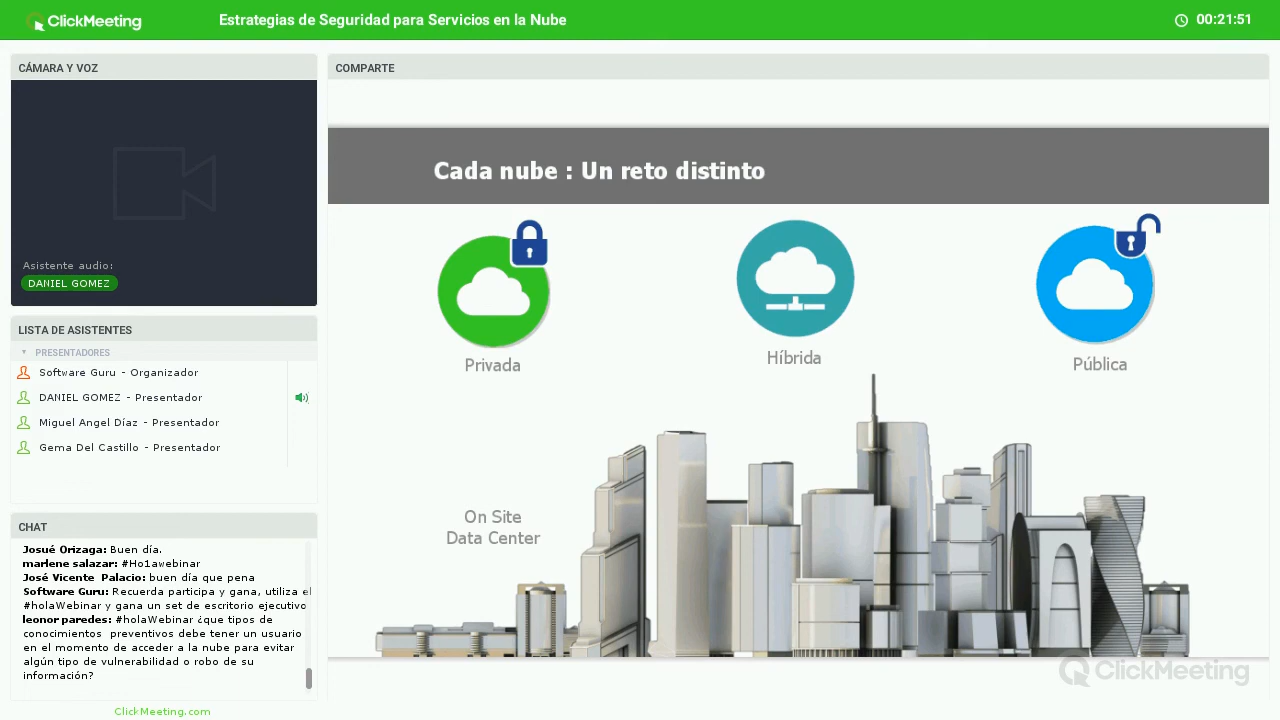 ClickMeeting
Estrategias de Seguridad para Servicios en la Nube
00:21:51
CÁMARA Y VOZ
Asistente audio:
DANIEL GOMEZ
LISTA DE ASISTENTES
PRESENTADORES
Software Guru - Organizador
DANIEL GOMEZ - Presentador
Miguel Angel Díaz - Presentador
Gema Del Castillo - Presentador
CHAT
Josué Orizaga: Buen día.
marlene salazar: #Ho1awebinar
José Vicente Palacio: buen día que pena
Software Guru: Recuerda participa y gana, utiliza el
#holaWebinar y gana un set de escritorio ejecutivo
leonor paredes: #holaWebinar ¿que tipos de
conocimientos preventivos debe tener un usuario
en el momento de acceder a la nube para evitar
algún tipo de vulnerabilidad o robo de su
información?
ClickMeeting.com
COMPARTE
Cada nube : Un reto distinto
Privada
Híbrida
Pública
On Site
Data Center
ClickMeeting